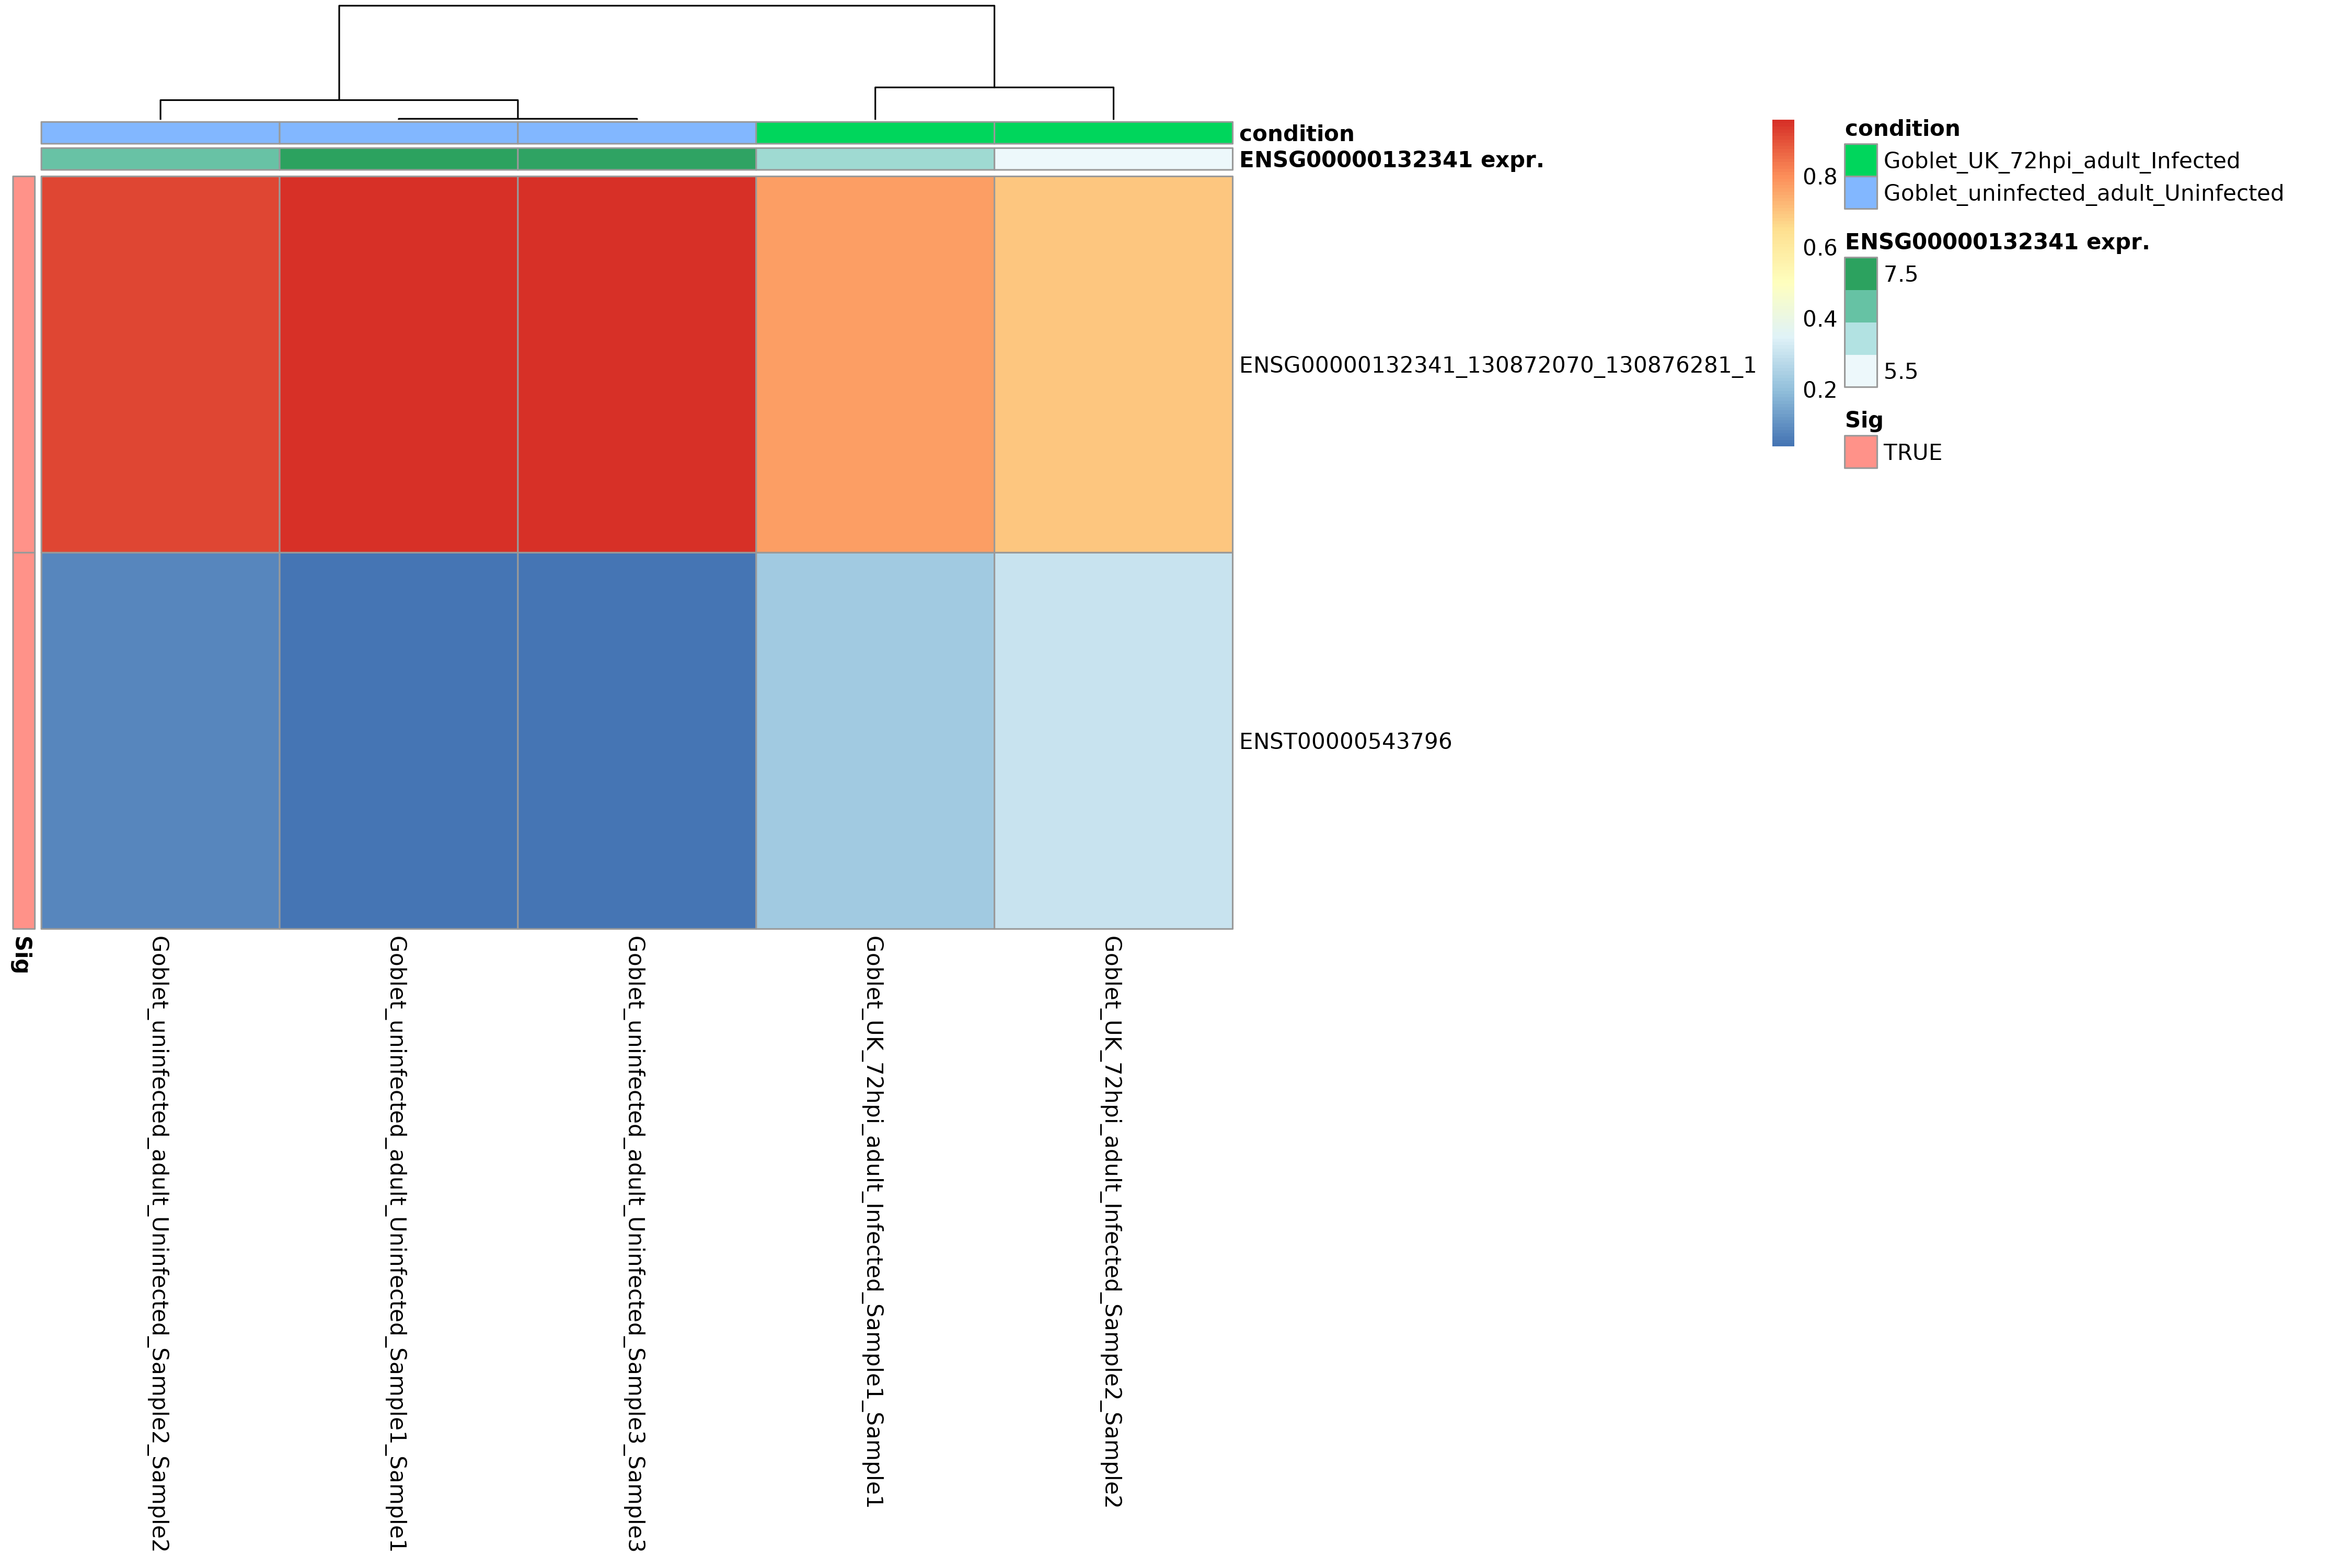 condition
ENSG00000132341 expr.
ENSG00000132341_130872070_130876281_1
ENST00000543796
Sig
Goblet_uninfected_adult_Uninfected_Sample2_Sample2
Goblet_uninfected_adult_Uninfected_Sample1_Sample1
Goblet_uninfected_adult_Uninfected_Sample3_Sample3
Goblet_UK_72hpi_adult_Infected_Sample1_Sample1
Goblet_UK_72hpi_adult_Infected_Sample2_Sample2
0.8
0.6
0.4
0.2
condition
Goblet_UK_72hpi_adult_Infected
Goblet_uninfected_adult_Uninfected
ENSG00000132341 expr.
7.5
5.5
Sig
TRUE